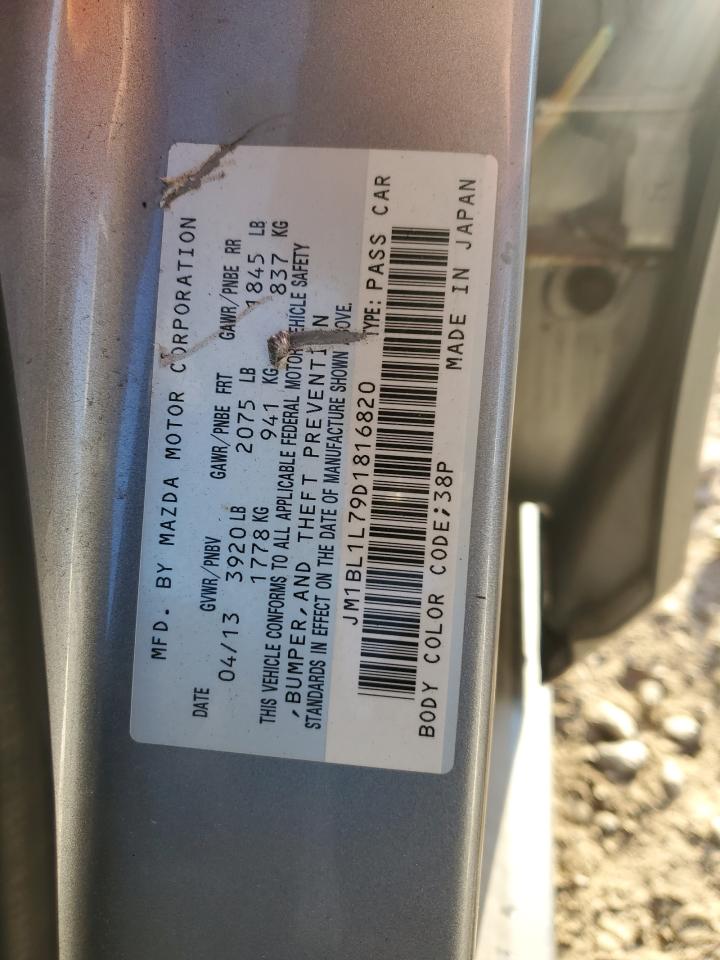 MFD. BY MAZDA MOTOR CORPORATION
DATE GVWR/PNBV GAWR/PNBE FRT GAWR/PNBE RR
04/13 3920 LB 2075 LB 1845 LB
1778 KG 941 KG 837 KG
THIS VEHICLE CONFORMS TO ALL APPLICABLE FEDERAL MOTOR VEHICLE SAFETY
,BUMPER,AND THEFT PREVENTION
STANDARDS IN EFFECT ON THE DATE OF MANUFACTURE SHOWN ABOVE.
JM1BL1L79D1816820 TYPE: PASS CAR
BODY COLOR CODE;38P MADE IN JAPAN